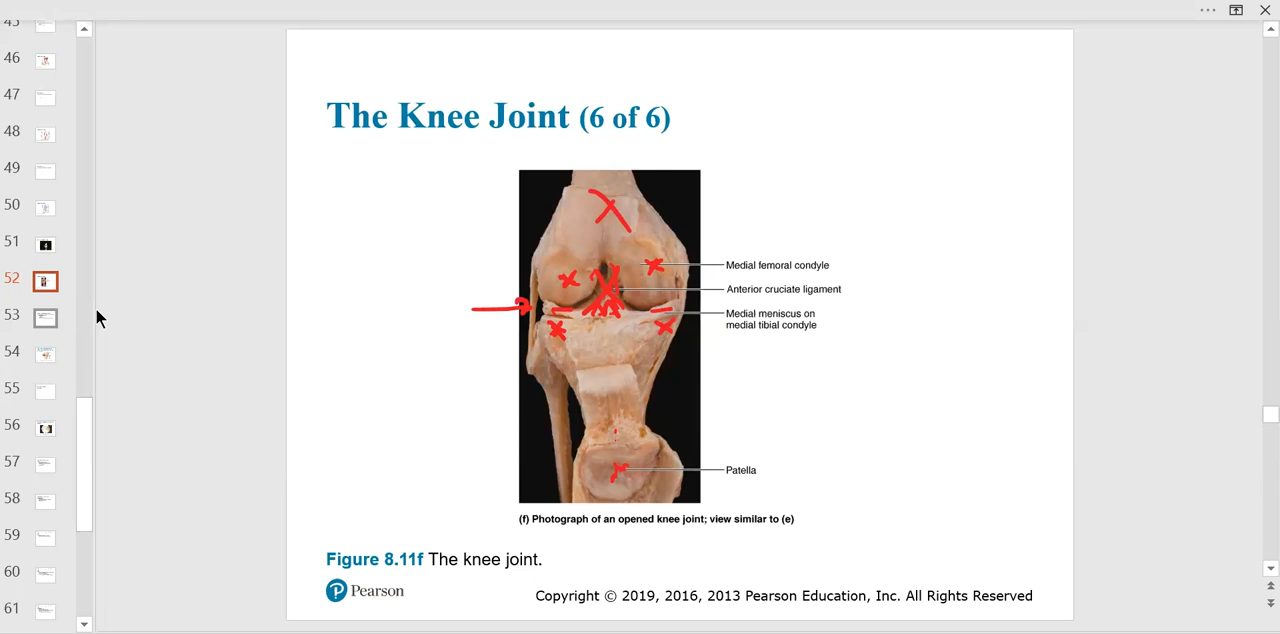 45
46
47
48
49
50
51
52
53
54
55
56
57
58
59
60
61
The Knee Joint (6 of 6)
Medial femoral condyle
Anterior cruciate ligament
Medial meniscus on
medial tibial condyle
Patella
(f) Photograph of an opened knee joint; view similar to (e)
Figure 8.11f The knee joint.
Pearson
Copyright © 2019, 2016, 2013 Pearson Education, Inc. All Rights Reserved